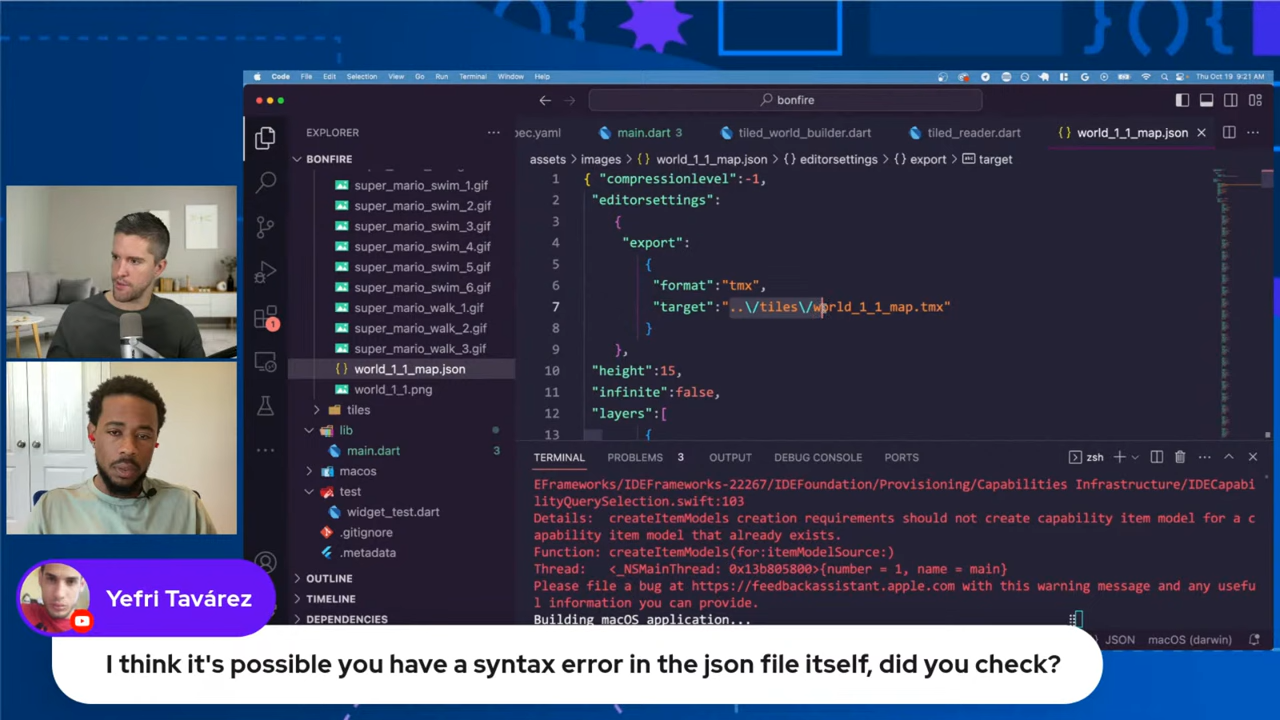 Code File Edit Selection View Go Run Terminal Window Help
Thu Oct 19 9:21 AM
bonfire
EXPLORER
BONFIRE
super_mario_swim_1.gif
super_mario_swim_2.gif
super_mario_swim_3.gif
super_mario_swim_4.gif
super_mario_swim_5.gif
super_mario_swim_6.gif
super_mario_walk_1.gif
super_mario_walk_2.gif
super_mario_walk_3.gif
{ } world_1_1_map.json
world_1_1.png
tiles
lib
main.dart 3
macos
test
widget_test.dart
.gitignore
.metadata
OUTLINE
TIMELINE
DEPENDENCIES
1
pec.yaml main.dart 3 tiled_world_builder.dart tiled_reader.dart { } world_1_1_map.json
assets > images > { } world_1_1_map.json > { } editorsettings > { } export > target
1 { "compressionlevel":-1,
2 "editorsettings":
3 {
4 "export":
5 {
6 "format":"tmx",
7 "target":"..\/tiles\/world_1_1_map.tmx"
8 }
9 },
10 "height":15,
11 "infinite":false,
12 "layers":[
13 {
TERMINAL PROBLEMS 3 OUTPUT DEBUG CONSOLE PORTS zsh
EFrameworks/IDEFrameworks-22267/IDEFoundation/Provisioning/Capabilities Infrastructure/IDECapabi
lityQuerySelection.swift:103
Details: createItemModels creation requirements should not create capability item model for a c
apability item model that already exists.
Function: createItemModels(for:itemModelSource:)
Thread: <_NSMainThread: 0x13b805800>{number = 1, name = main}
Please file a bug at https://feedbackassistant.apple.com with this warning message and any usefu
l information you can provide.
Building macOS application...
JSON macOS (darwin)
Yefri Tavárez
I think it's possible you have a syntax error in the json file itself, did you check?